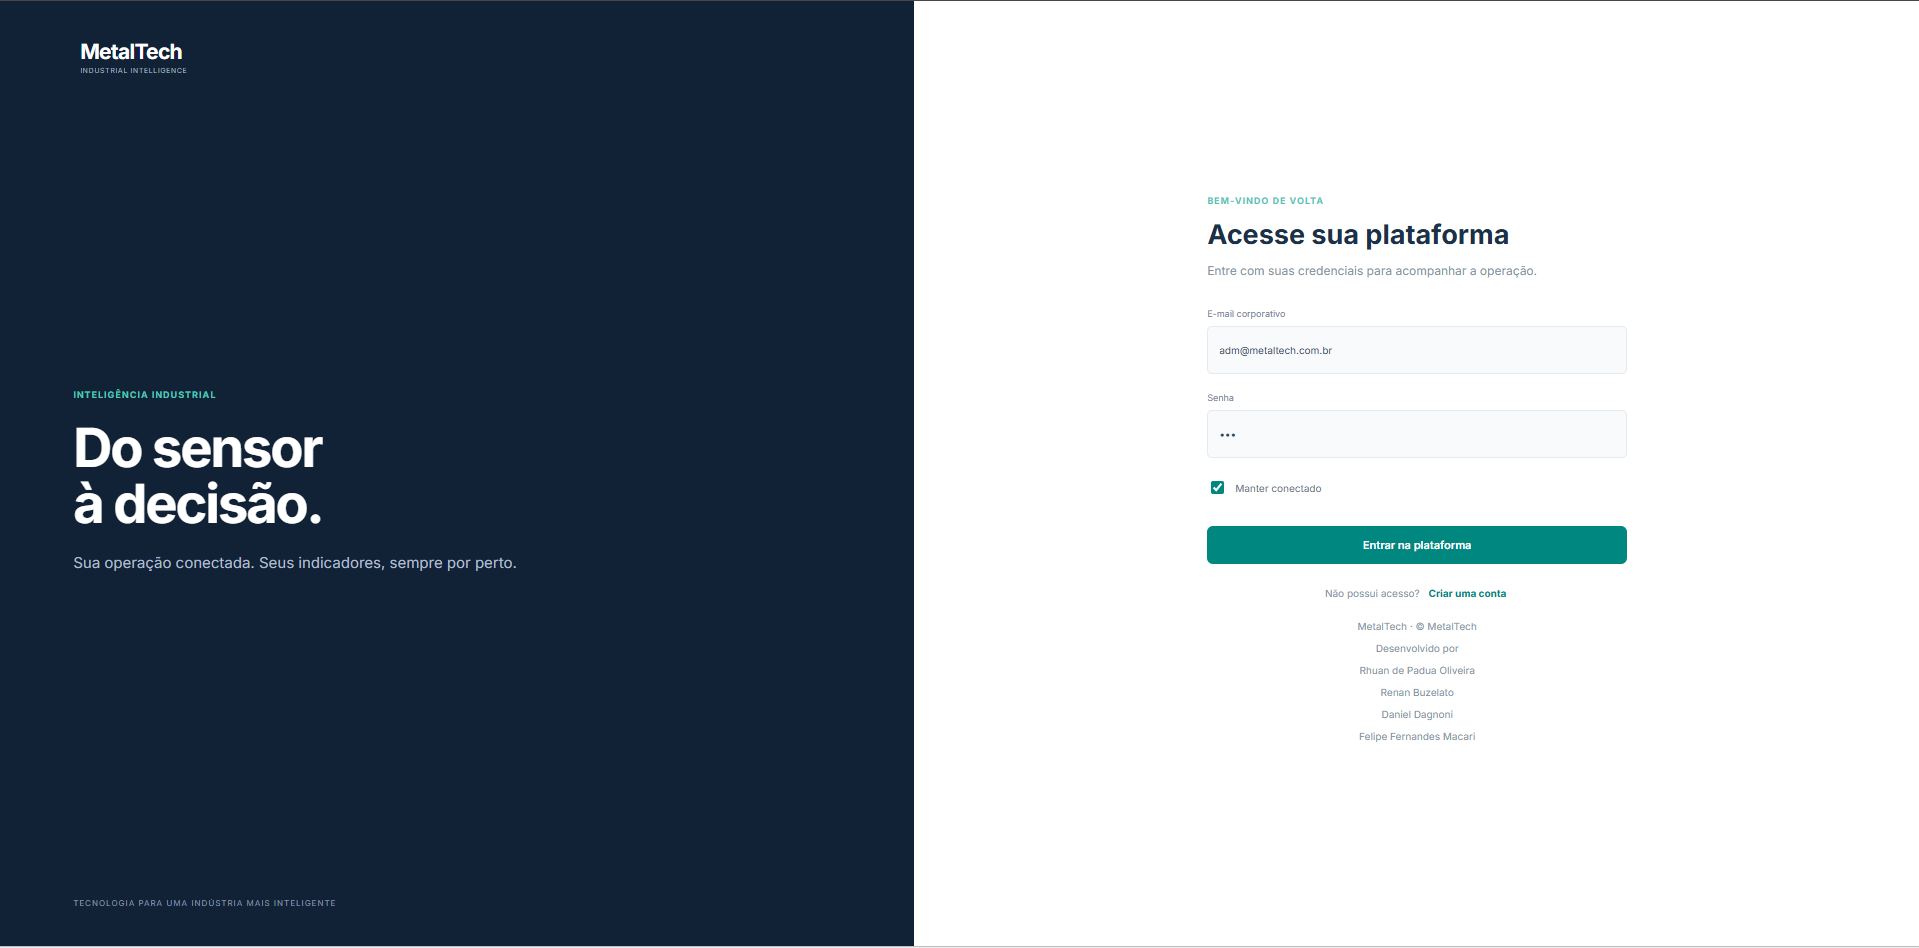 MetalTech
INDUSTRIAL INTELLIGENCE
INTELIGÊNCIA INDUSTRIAL
Do sensor
à decisão.
Sua operação conectada. Seus indicadores, sempre por perto.
TECNOLOGIA PARA UMA INDÚSTRIA MAIS INTELIGENTE
BEM-VINDO DE VOLTA
Acesse sua plataforma
Entre com suas credenciais para acompanhar a operação.
E-mail corporativo
adm@metaltech.com.br
Senha
•••
Manter conectado
Entrar na plataforma
Não possui acesso? Criar uma conta
MetalTech · © MetalTech
Desenvolvido por
Rhuan de Padua Oliveira
Renan Buzelato
Daniel Dagnoni
Felipe Fernandes Macari